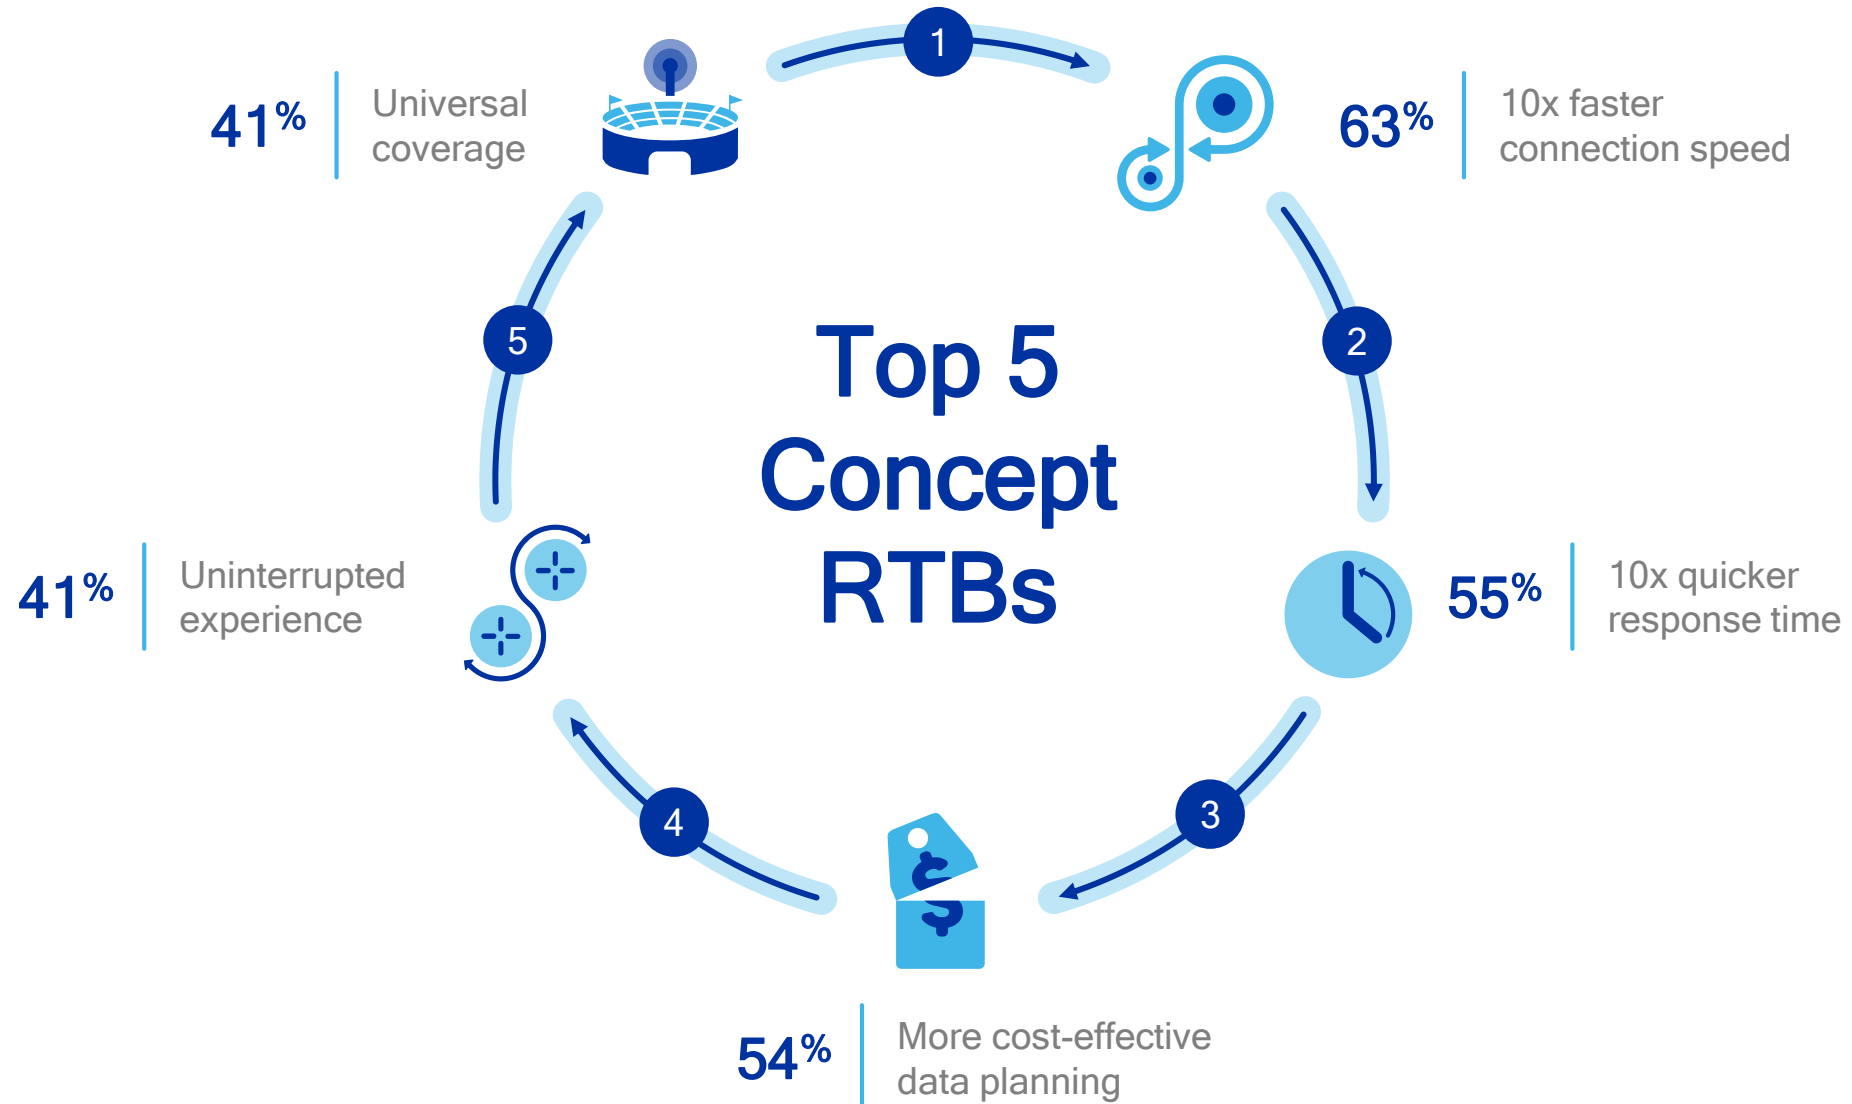 1
41%
Universal
coverage
63%
10x faster
connection speed
5
2
Top 5
Concept
RTBs
41%
Uninterrupted
experience
55%
10x quicker
response time
4
3
$
54%
More cost-effective
data planning